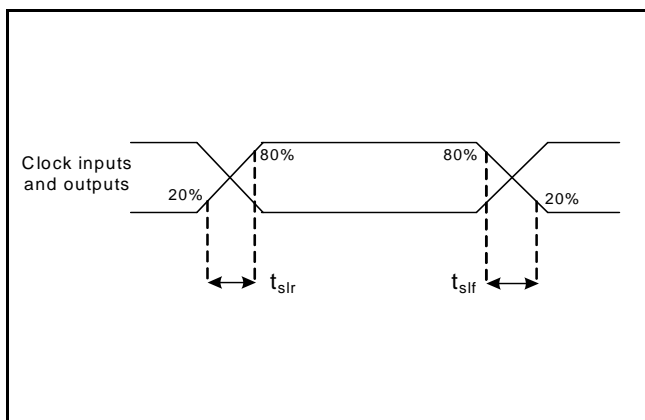 Clock inputs
and outputs
80%
80%
20%
20%
tslr
tslf